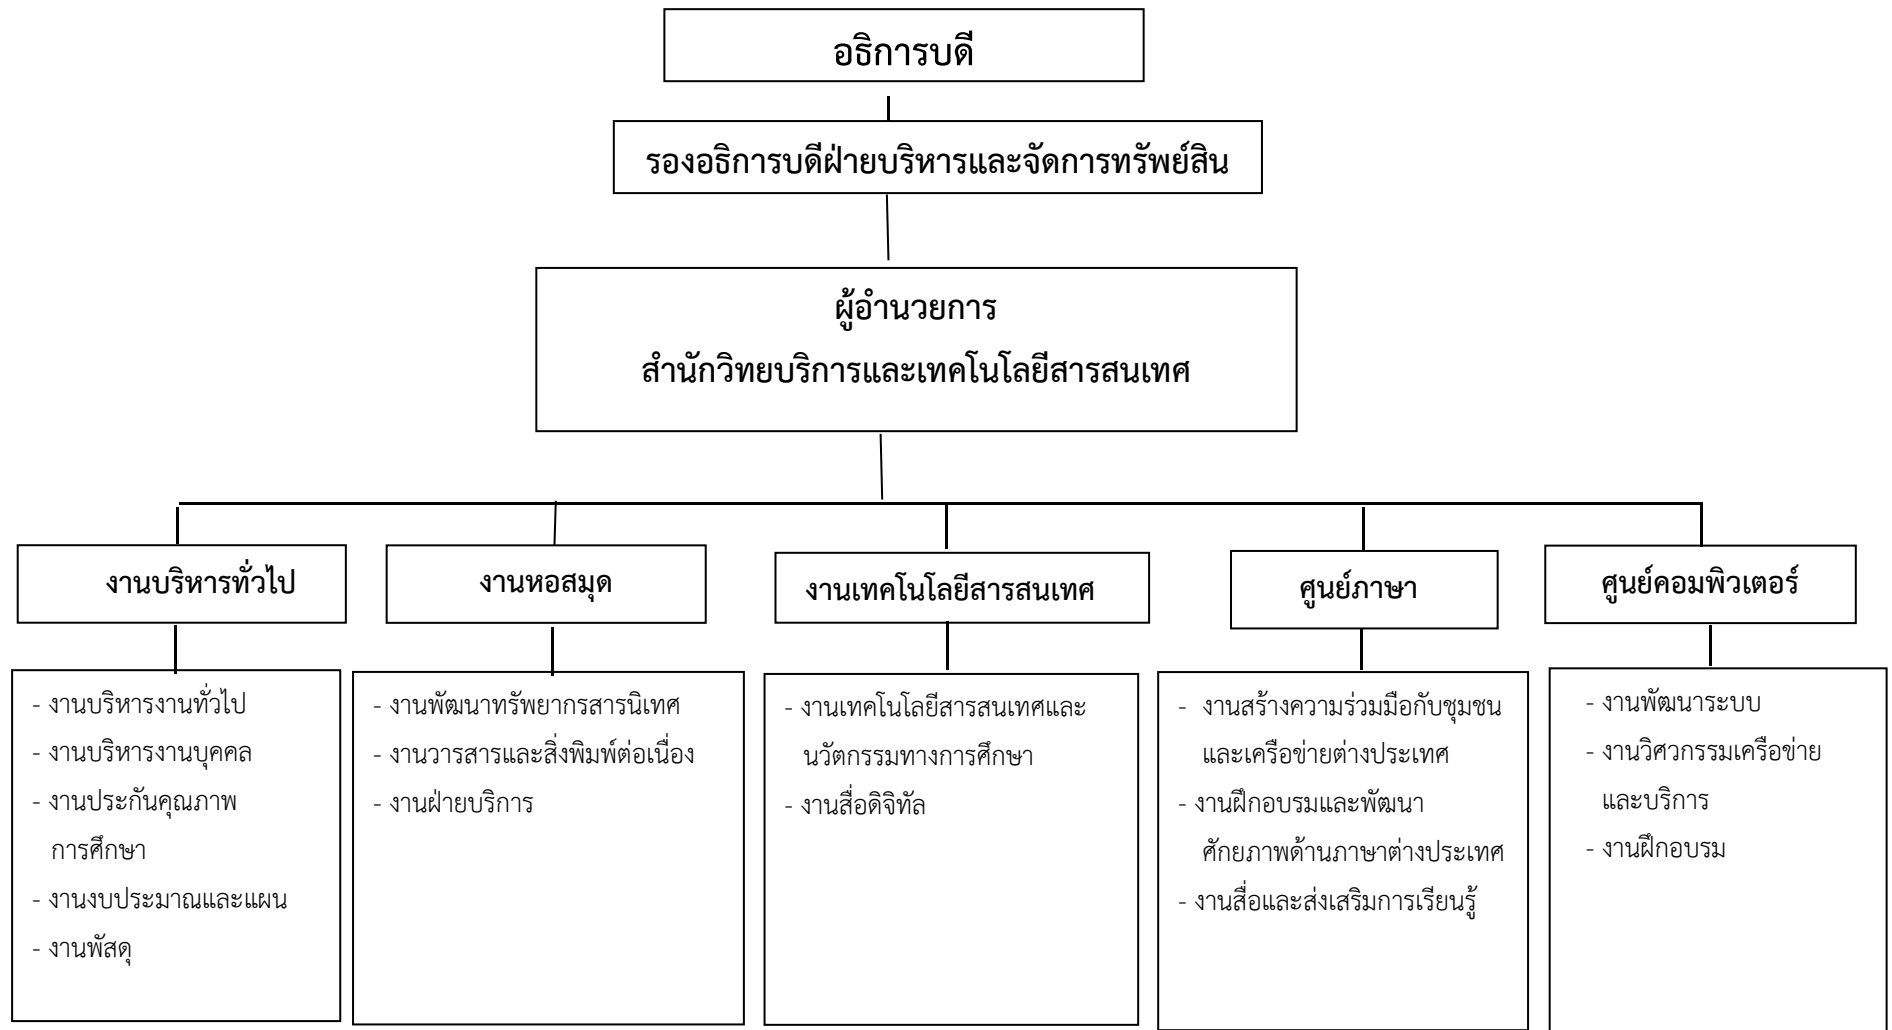 อธิการบดี
รองอธิการบดีฝ่ายบริหารและจัดการทรัพย์สิน
ผู้อำนวยการ
สำนักวิทยบริการและเทคโนโลยีสารสนเทศ
งานบริหารทั่วไป
- งานบริหารงานทั่วไป
- งานบริหารงานบุคคล
- งานประกันคุณภาพ
การศึกษา
- งานงบประมาณและแผน
- งานพัสดุ
งานหอสมุด
- งานพัฒนาทรัพยากรสารนิเทศ
- งานวารสารและสิ่งพิมพ์ต่อเนื่อง
- งานฝ่ายบริการ
งานเทคโนโลยีสารสนเทศ
- งานเทคโนโลยีสารสนเทศและ
นวัตกรรมทางการศึกษา
- งานสื่อดิจิทัล
ศูนย์ภาษา
- งานสร้างความร่วมมือกับชุมชน
และเครือข่ายต่างประเทศ
- งานฝึกอบรมและพัฒนา
ศักยภาพด้านภาษาต่างประเทศ
- งานสื่อและส่งเสริมการเรียนรู้
ศูนย์คอมพิวเตอร์
- งานพัฒนาระบบ
- งานวิศวกรรมเครือข่าย
และบริการ
- งานฝึกอบรม